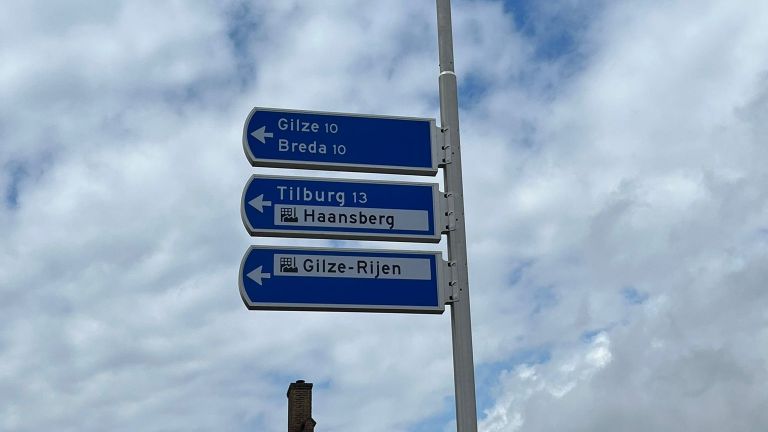 Gilze 10
Breda 10
Tilburg 13
Haansberg
Gilze-Rijen